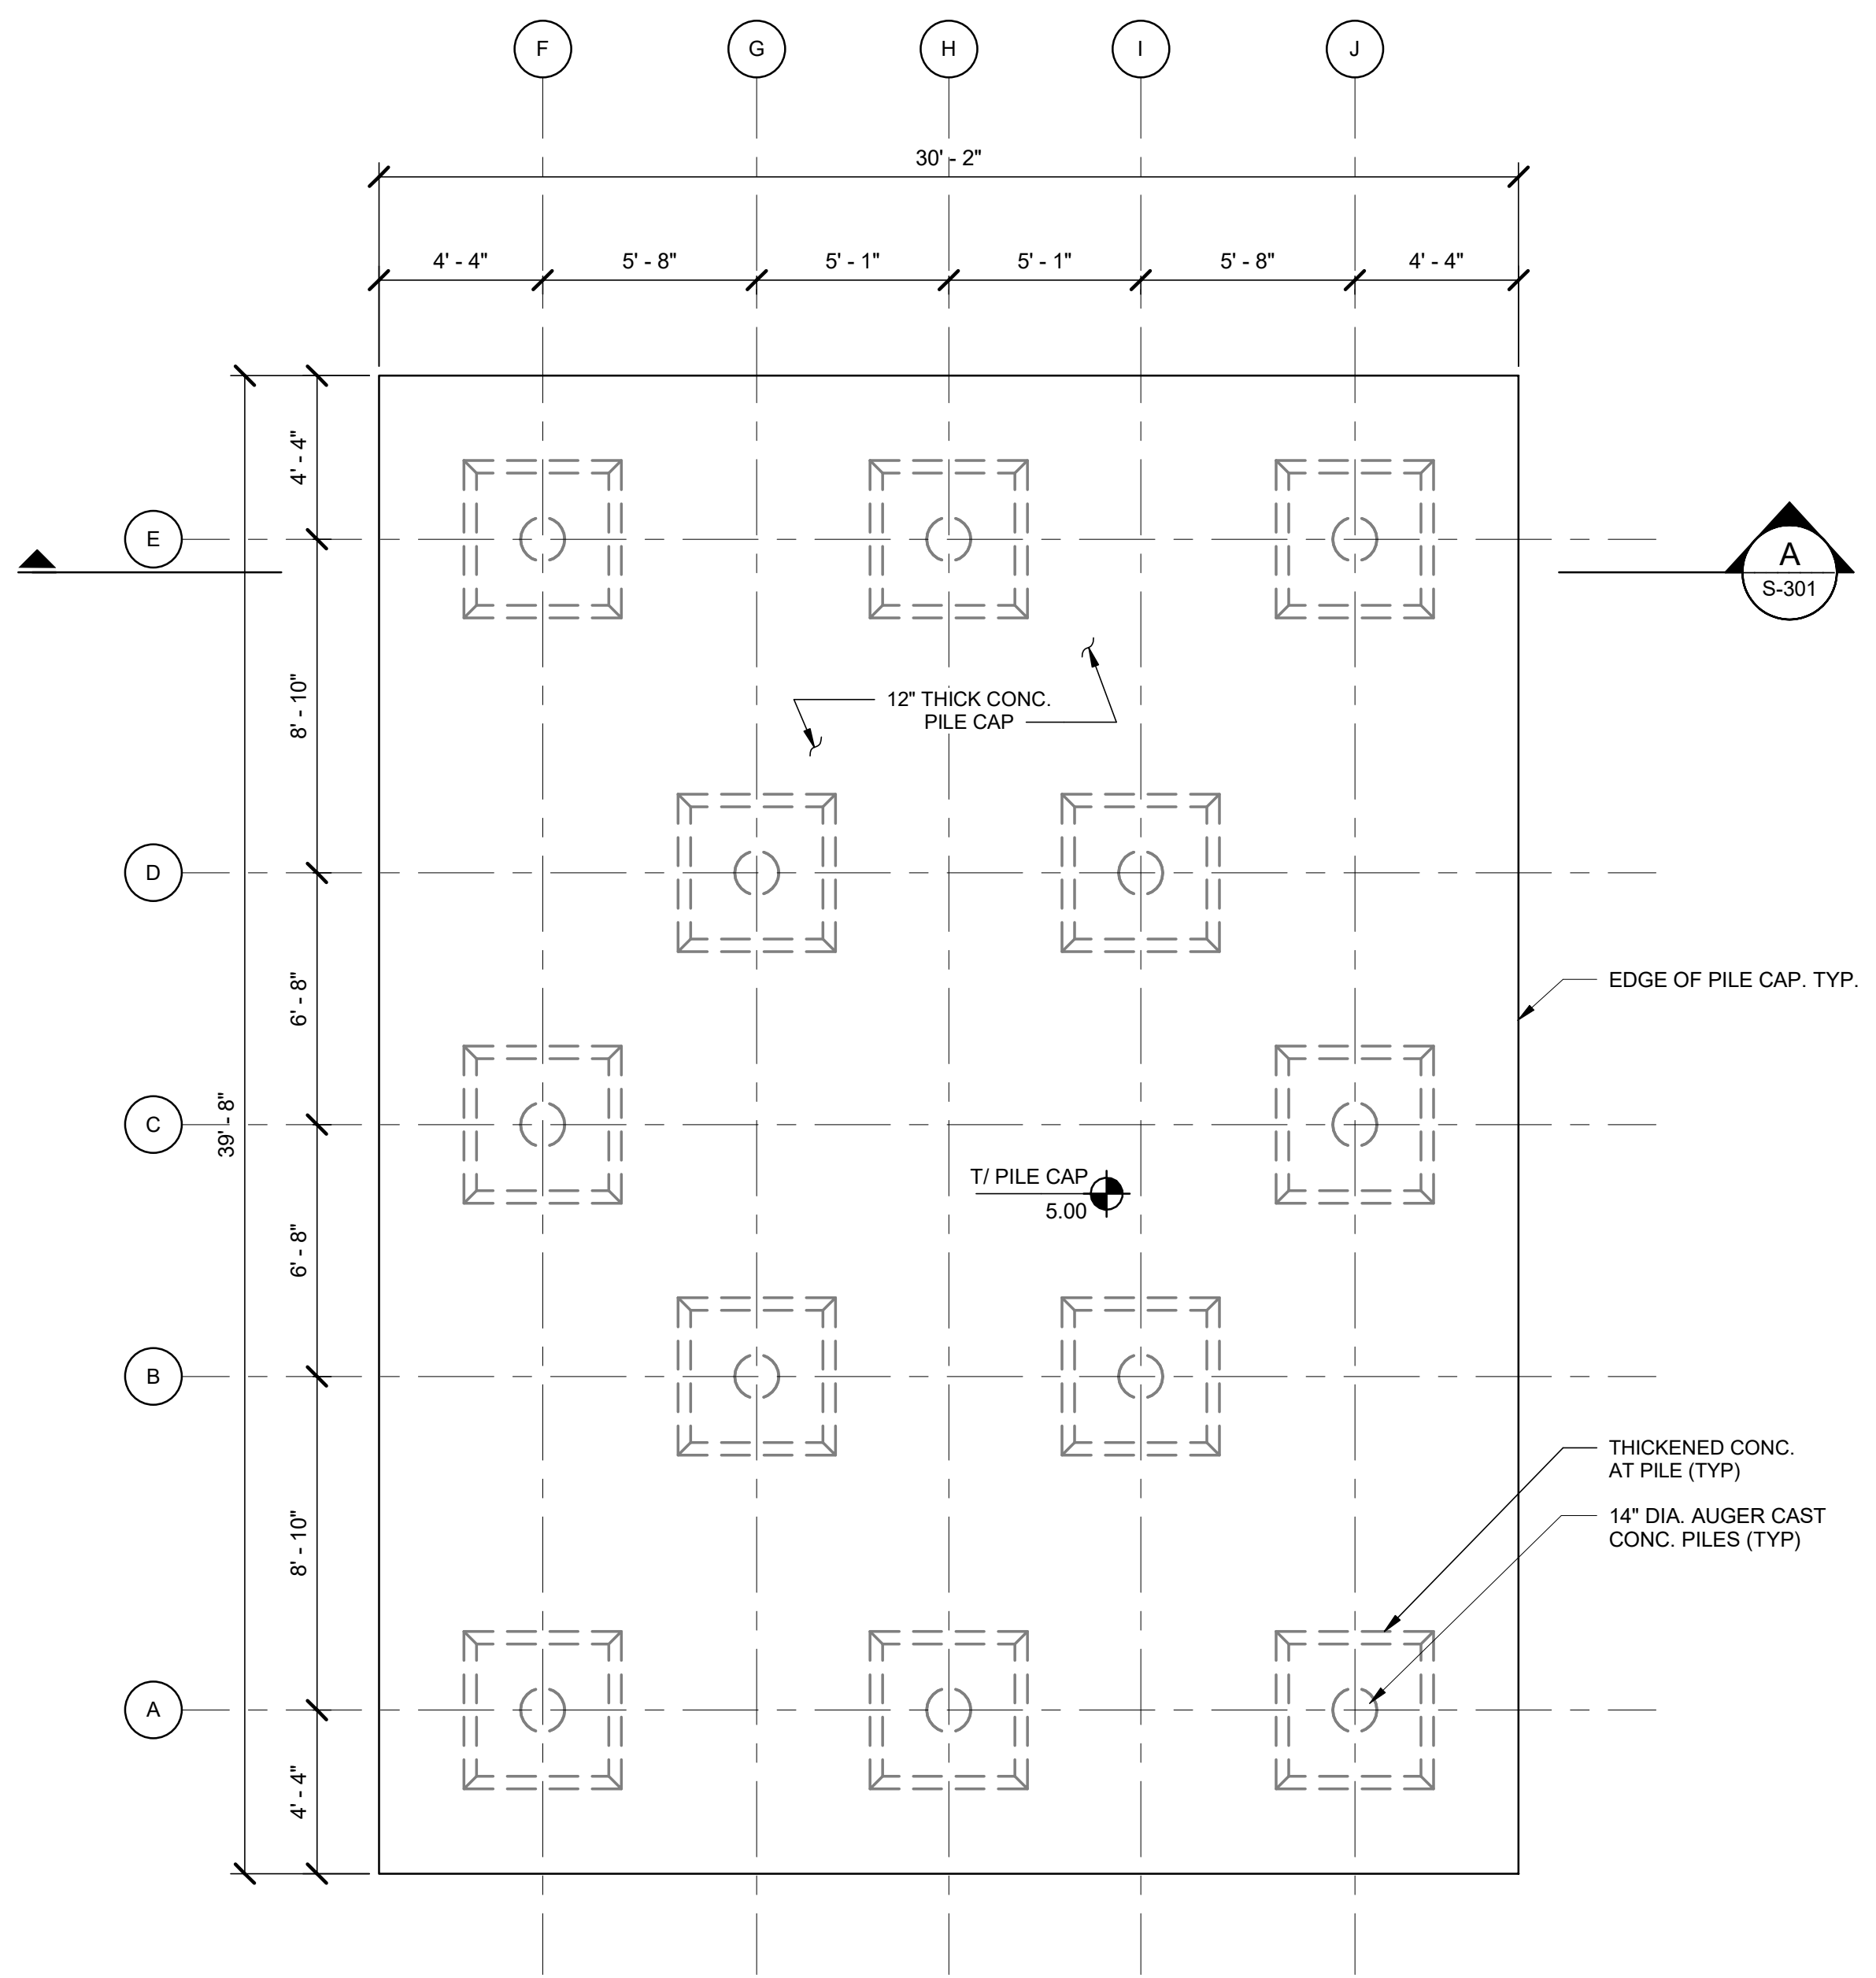 F
G
H
I
J
30' - 2"
4' - 4"
5' - 8"
5' - 1"
5' - 1"
5' - 8"
4' - 4"
4' - 4"
E
A
S-301
8' - 10"
12" THICK CONC.
PILE CAP
D
6' - 8"
EDGE OF PILE CAP. TYP.
C
39' - 8"
T/ PILE CAP
5.00
6' - 8"
B
THICKENED CONC.
AT PILE (TYP)
8' - 10"
14" DIA. AUGER CAST
CONC. PILES (TYP)
A
4' - 4"